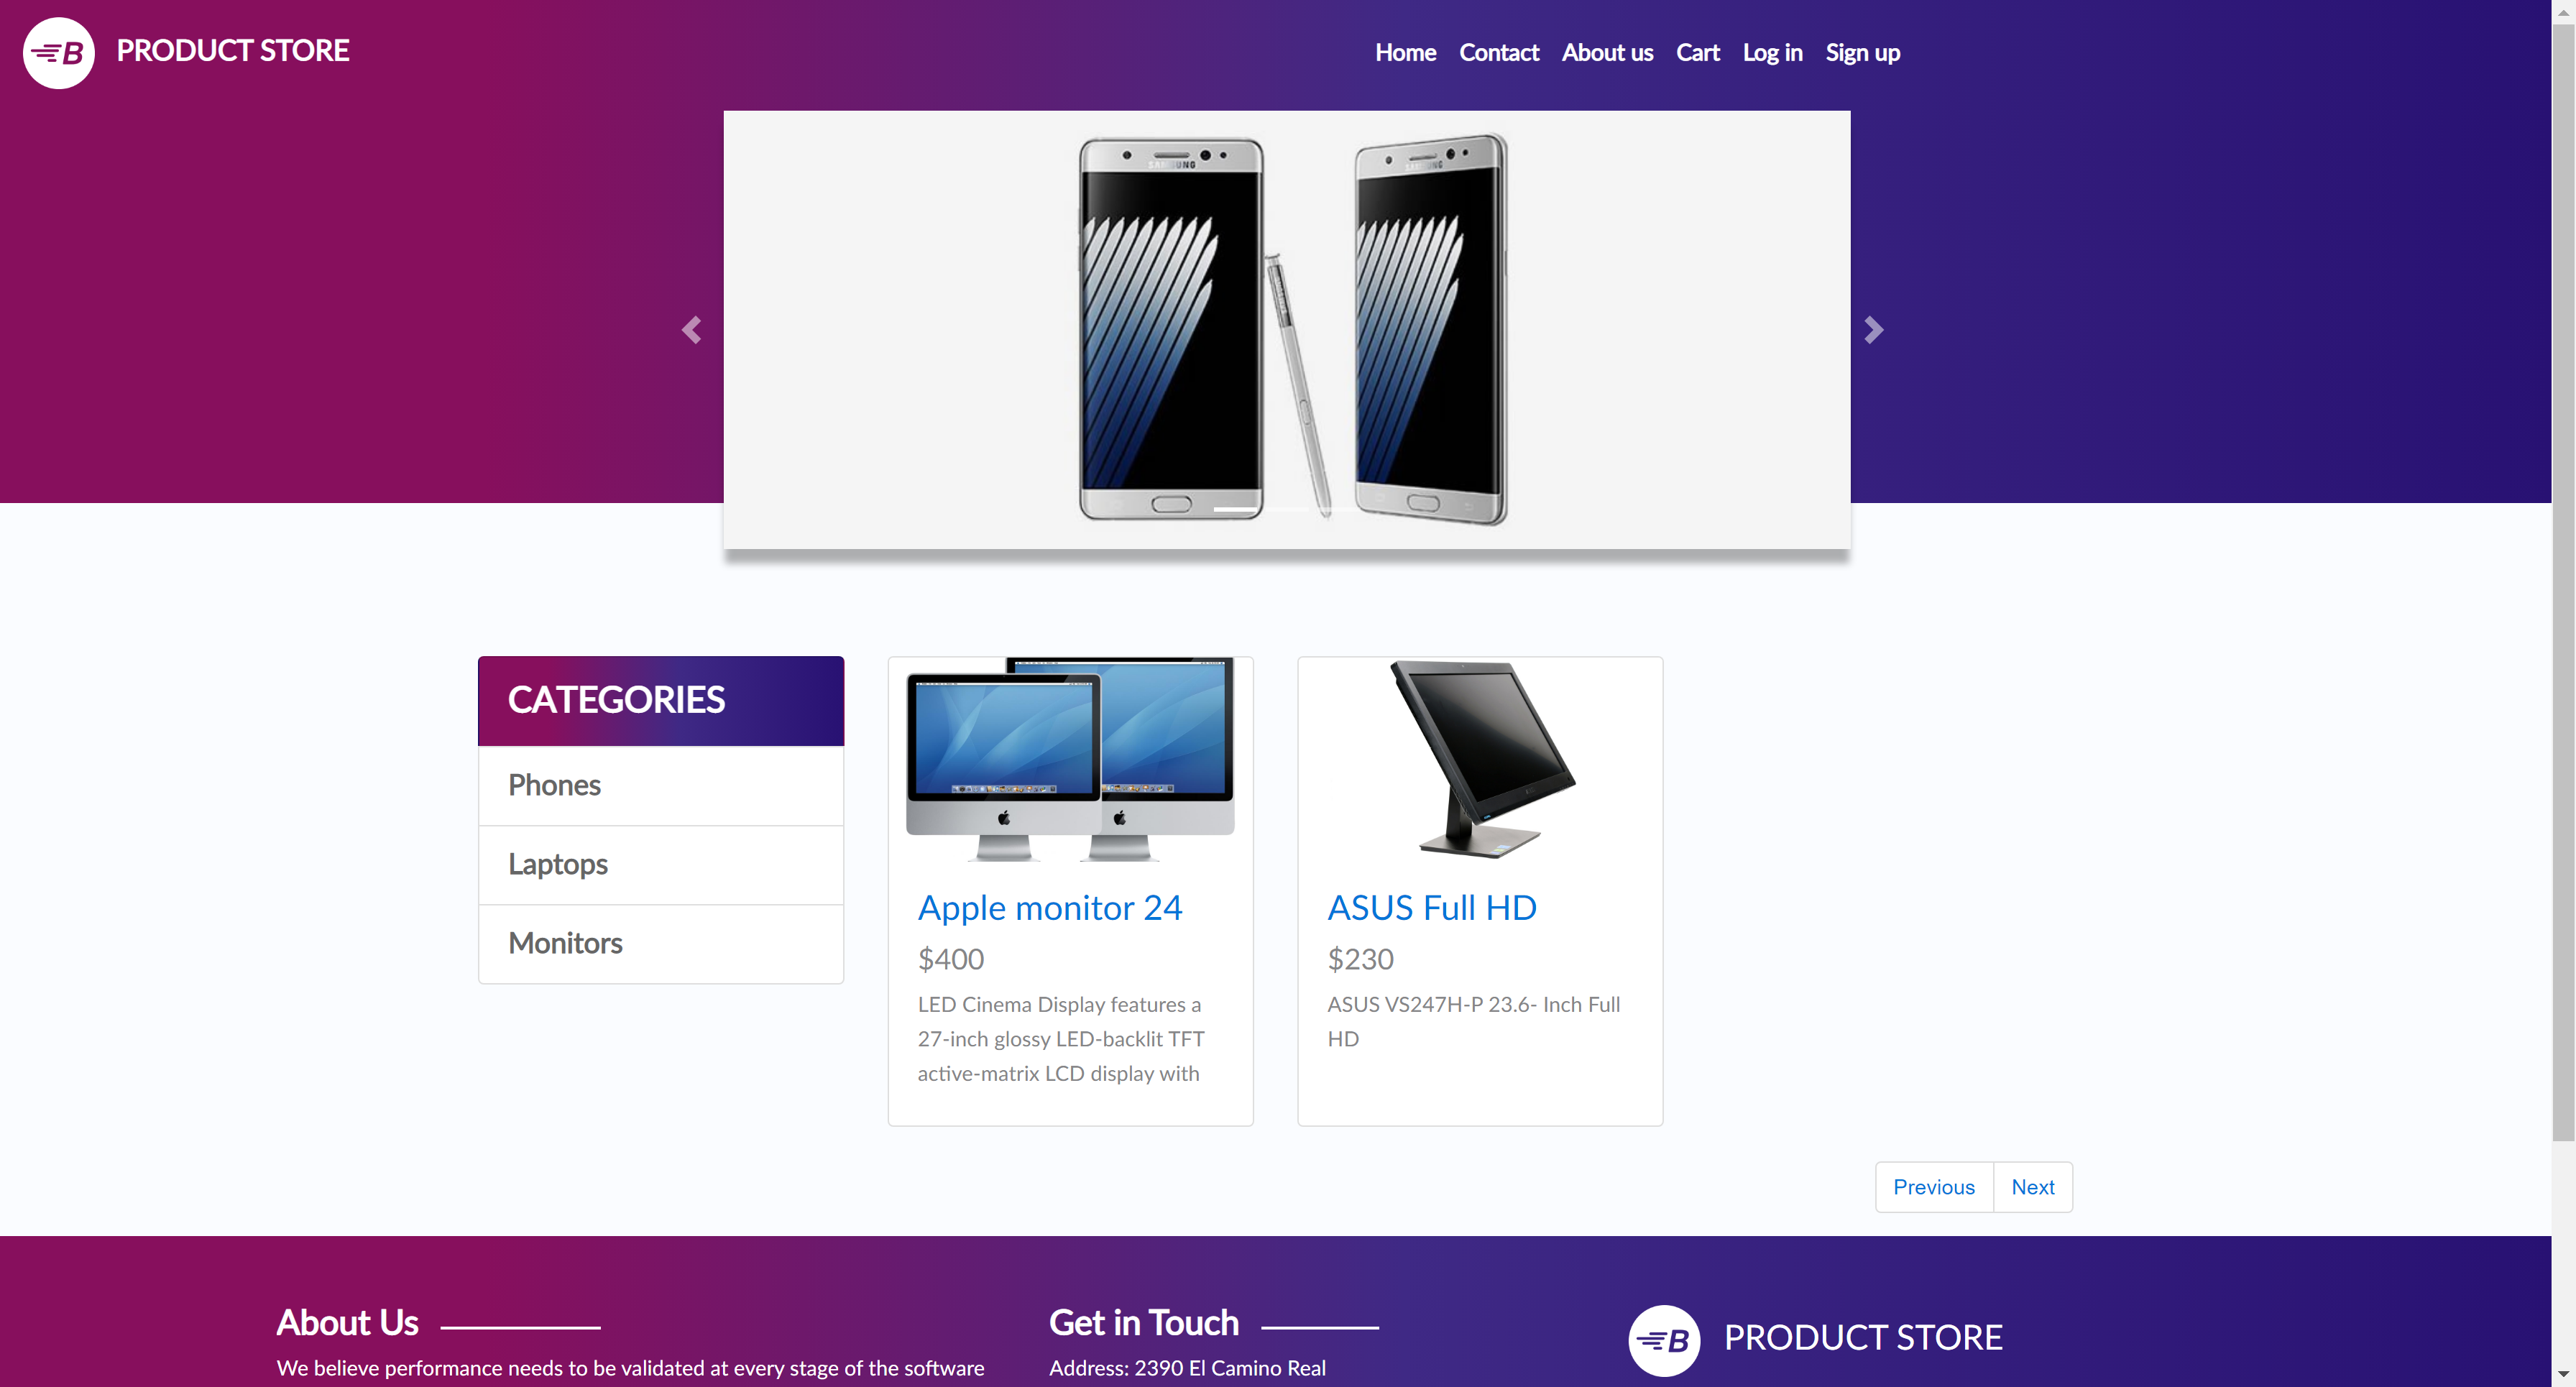 B PRODUCT STORE
Home Contact About us Cart Log in Sign up
SAMSUNG
SAMSUNG
CATEGORIES
Phones
Laptops
Monitors
Apple monitor 24
$400
LED Cinema Display features a
27-inch glossy LED-backlit TFT
active-matrix LCD display with
ASUS Full HD
$230
ASUS VS247H-P 23.6- Inch Full
HD
Previous Next
About Us
We believe performance needs to be validated at every stage of the software
Get in Touch
Address: 2390 El Camino Real
B PRODUCT STORE